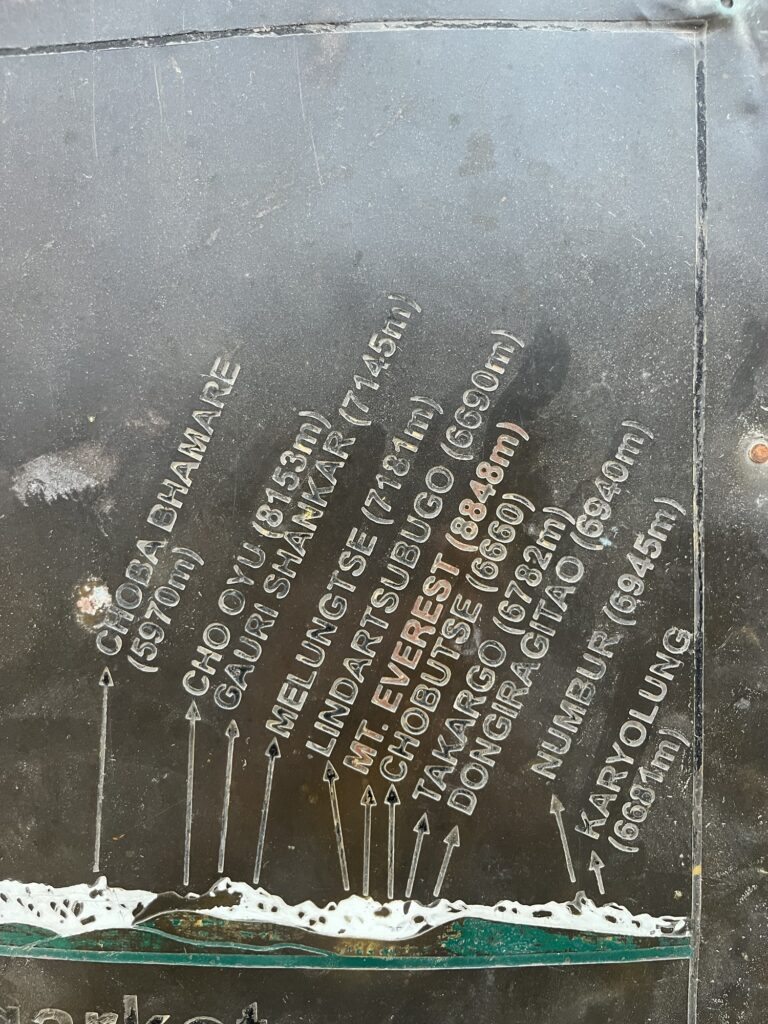 CHOBA BHAMARE
(5970m)
CHO OYU (8153m)
GAURI SHANKAR (7145m)
MELUNGTSE (7181m)
LINDARTSUBUGO (6690m)
MT. EVEREST (8848m)
CHOBUTSE (6660)
TAKARGO (6782m)
DONGIRAGITAO (6940m)
NUMBUR (6945m)
KARYOLUNG
(6681m)